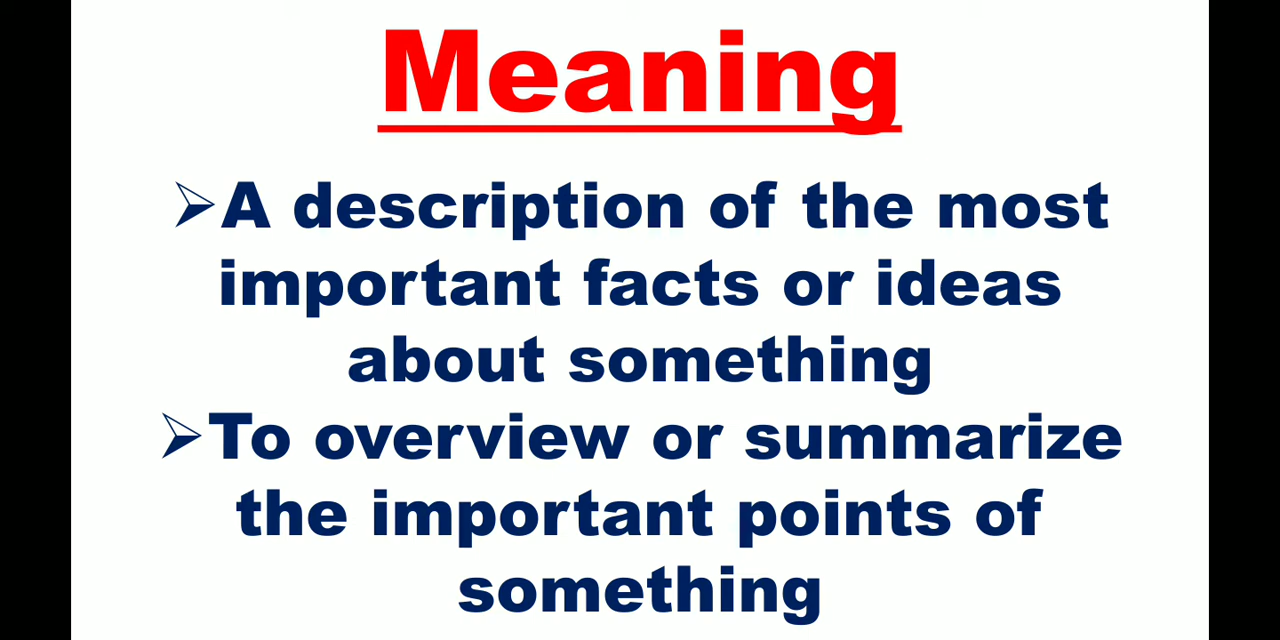 Meaning
➢A description of the most
important facts or ideas
about something
➢To overview or summarize
the important points of
something